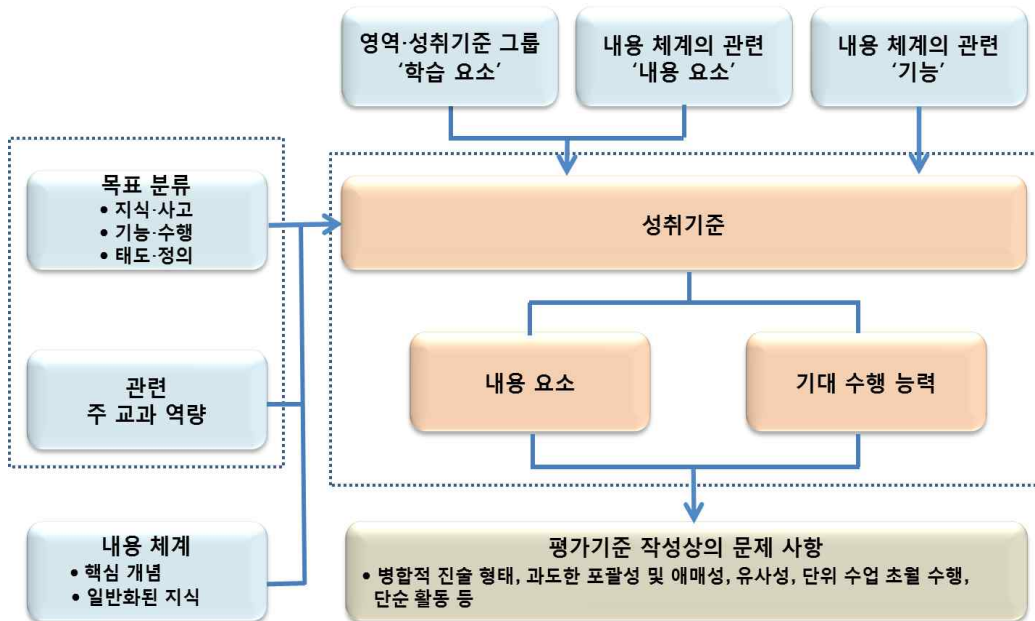 영역·성취기준 그룹
‘학습 요소’
내용 체계의 관련
‘내용 요소’
내용 체계의 관련
‘기능’
목표 분류
• 지식·사고
• 기능·수행
• 태도·정의
성취기준
관련
주 교과 역량
내용 요소
기대 수행 능력
내용 체계
• 핵심 개념
• 일반화된 지식
평가기준 작성상의 문제 사항
• 병합적 진술 형태, 과도한 포괄성 및 애매성, 유사성, 단위 수업 초월 수행,
단순 활동 등